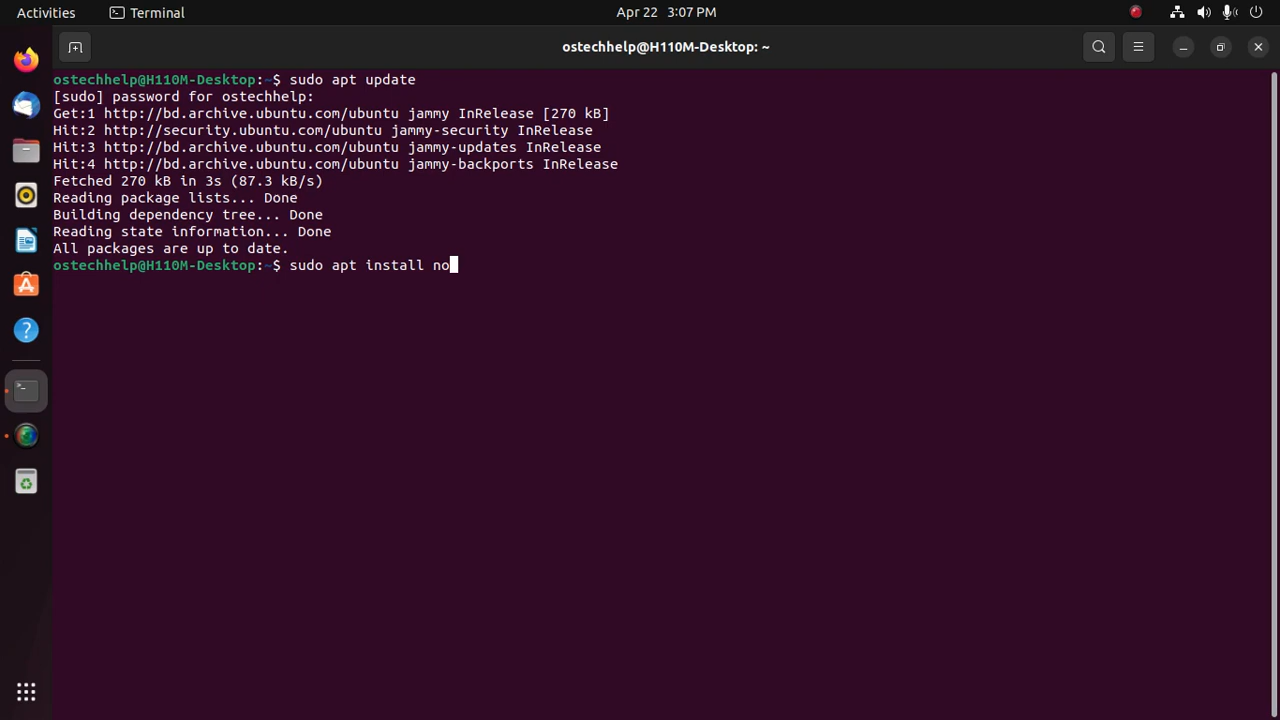 Activities
Terminal
Apr 22 3:07 PM
ostechhelp@H110M-Desktop: ~
ostechhelp@H110M-Desktop:~$ sudo apt update
[sudo] password for ostechhelp:
Get:1 http://bd.archive.ubuntu.com/ubuntu jammy InRelease [270 kB]
Hit:2 http://security.ubuntu.com/ubuntu jammy-security InRelease
Hit:3 http://bd.archive.ubuntu.com/ubuntu jammy-updates InRelease
Hit:4 http://bd.archive.ubuntu.com/ubuntu jammy-backports InRelease
Fetched 270 kB in 3s (87.3 kB/s)
Reading package lists... Done
Building dependency tree... Done
Reading state information... Done
All packages are up to date.
ostechhelp@H110M-Desktop:~$ sudo apt install no